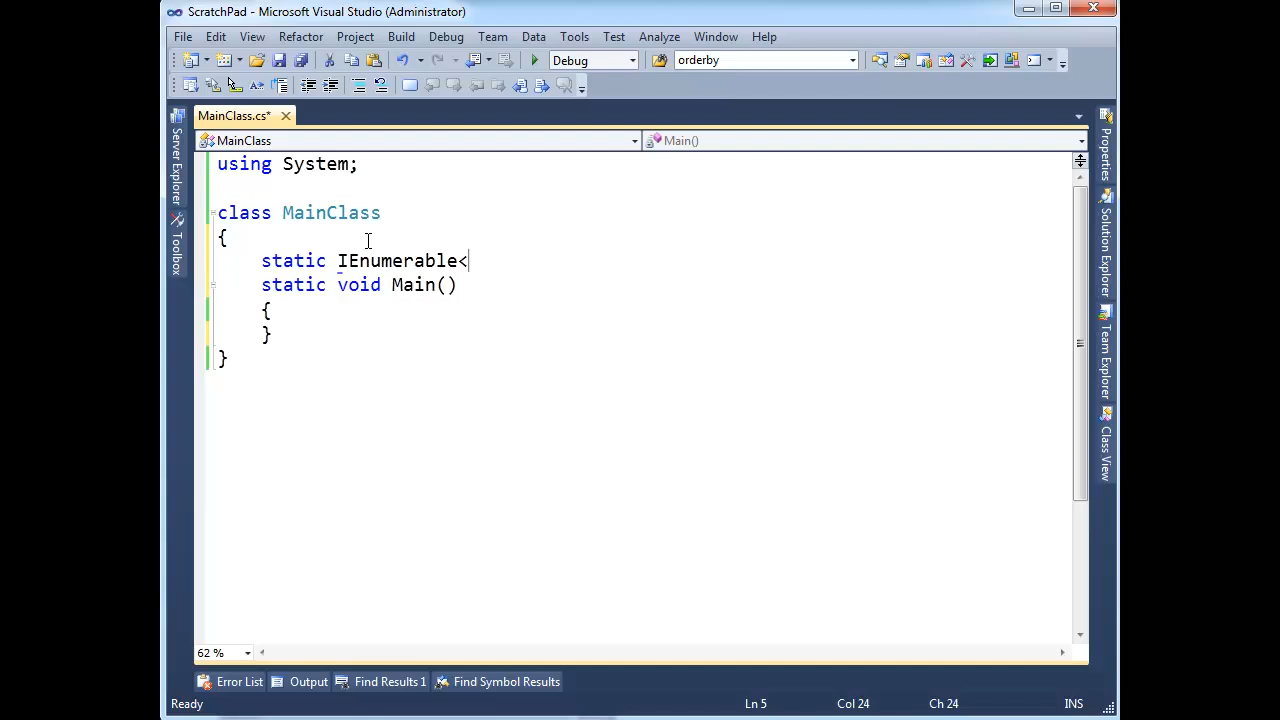 ScratchPad - Microsoft Visual Studio (Administrator)
File Edit View Refactor Project Build Debug Team Data Tools Test Analyze Window Help
Debug orderby
MainClass.cs*
MainClass Main()
Server Explorer
Toolbox
using System;
class MainClass
{
static IEnumerable<
static void Main()
{
}
}
Properties
Solution Explorer
Team Explorer
Class View
62 %
Error List Output Find Results 1 Find Symbol Results
Ready Ln 5 Col 24 Ch 24 INS